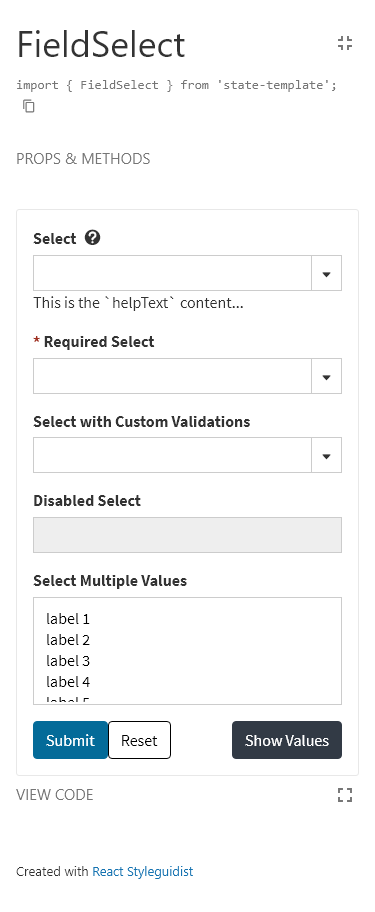 FieldSelect
import { FieldSelect } from 'state-template';
PROPS & METHODS
Select
This is the `helpText` content...
* Required Select
Select with Custom Validations
Disabled Select
Select Multiple Values
label 1
label 2
label 3
label 4
label 5
Submit Reset Show Values
VIEW CODE
Created with React Styleguidist